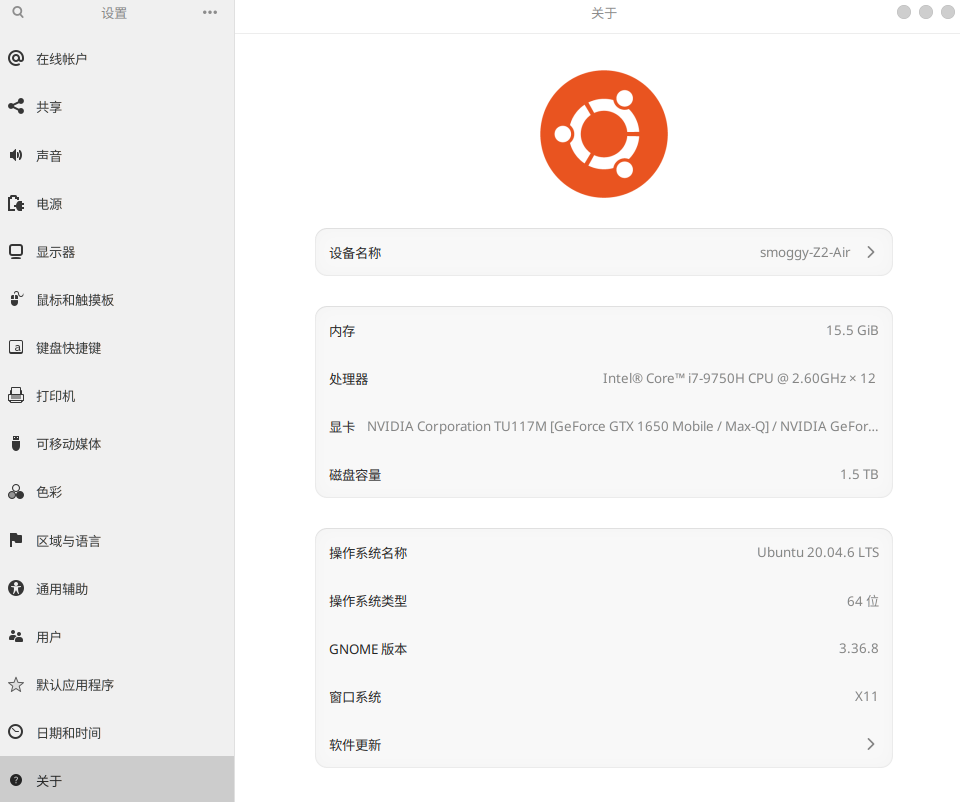 设置
关于
在线帐户
共享
声音
电源
显示器
鼠标和触摸板
键盘快捷键
打印机
可移动媒体
色彩
区域与语言
通用辅助
用户
默认应用程序
日期和时间
关于
设备名称 smoggy-Z2-Air
内存 15.5 GiB
处理器 Intel® Core™ i7-9750H CPU @ 2.60GHz × 12
显卡 NVIDIA Corporation TU117M [GeForce GTX 1650 Mobile / Max-Q] / NVIDIA GeFor…
磁盘容量 1.5 TB
操作系统名称 Ubuntu 20.04.6 LTS
操作系统类型 64 位
GNOME 版本 3.36.8
窗口系统 X11
软件更新